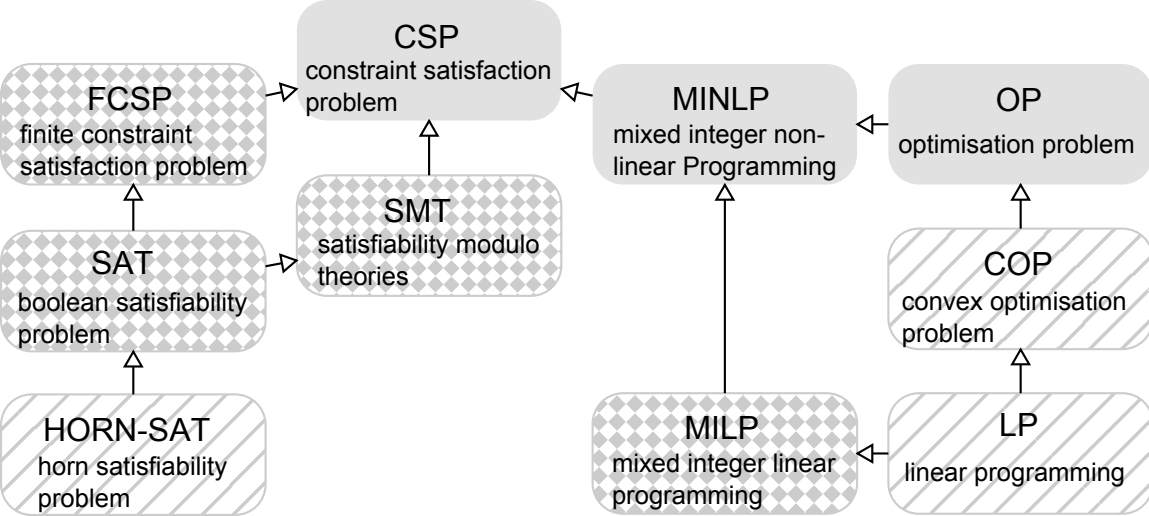 CSP
constraint satisfaction
problem
FCSP
finite constraint
satisfaction problem
MINLP
mixed integer non-
linear Programming
OP
optimisation problem
SMT
satisfiability modulo
theories
SAT
boolean satisfiability
problem
COP
convex optimisation
problem
HORN-SAT
horn satisfiability
problem
MILP
mixed integer linear
programming
LP
linear programming